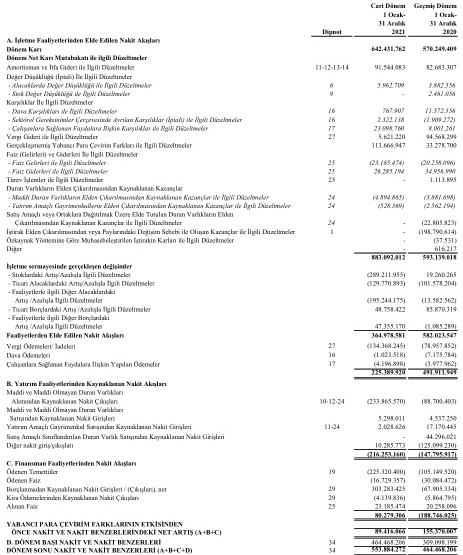 Cari Dönem Geçmiş Dönem
1 Ocak- 1 Ocak-
31 Aralık 31 Aralık
Dipnot 2021 2020
A. İşletme Faaliyetlerinden Elde Edilen Nakit Akışları
Dönem Karı 642.431.762 570.249.409
Dönem Net Karı Mutabakatı ile ilgili Düzeltmeler
Amortisman ve İtfa Gideri ile İlgili Düzeltmeler 11-12-13-14 91.544.083 82.683.307
Değer Düşüklüğü (İptali) İle İlgili Düzeltmeler
- Alacaklarda Değer Düşüklüğü ile İlgili Düzeltmeler 6 5.962.709 3.882.556
- Stok Değer Düşüklüğü ile İlgili Düzeltmeler 9 - 2.461.056
Karşılıklar İle İlgili Düzeltmeler
- Dava Karşılıkları ile İlgili Düzeltmeler 16 767.907 11.572.556
- Sektörel Gereksinimler Çerçevesinde Ayrılan Karşılıklar (İptali) ile İlgili Düzeltmeler 16 2.322.138 (1.909.272)
- Çalışanlara Sağlanan Faydalara İlişkin Karşılıklar ile İlgili Düzeltmeler 17 23.098.760 8.001.261
Vergi Gideri ile İlgili Düzeltmeler 27 5.621.220 94.568.299
Gerçekleşmemiş Yabancı Para Çevirim Farkları ile İlgili Düzeltmeler 113.666.947 33.278.700
Faiz (Gelirleri) ve Giderleri İle İlgili Düzeltmeler
- Faiz Gelirleri ile İlgili Düzeltmeler 25 (23.185.474) (20.258.096)
- Faiz Giderleri ile İlgili Düzeltmeler 25 26.285.194 34.956.990
Türev İşlemler ile İlgili Düzeltmeler 25 - 1.113.895
Duran Varlıkların Elden Çıkarılmasından Kaynaklanan Kazançlar
- Maddi Duran Varlıkların Elden Çıkarılmasından Kaynaklanan Kazançlar ile İlgili Düzeltmeler 24 (4.894.865) (3.881.698)
- Yatırım Amaçlı Gayrimenkullerin Elden Çıkarılmasından Kaynaklanan Kazançlar ile İlgili Düzeltmeler 24 (528.369) (2.562.194)
Satış Amaçlı veya Ortaklara Dağıtılmak Üzere Elde Tutulan Duran Varlıkların Elden
Çıkarılmasından Kaynaklanan Kazançlar ile İlgili Düzeltmeler 24 - (22.805.823)
İştirak Elden Çıkarılmasından veya Paylarındaki Değişim Sebebi ile Oluşan Kazançlar ile İlgili Düzeltmeler 1 - (198.790.614)
Özkaynak Yöntemine Göre Muhasebeleştirilen İştirakin Karları ile İlgili Düzeltmeler - (37.531)
Diğer - 616.217
883.092.012 593.139.018
İşletme sermayesinde gerçekleşen değişimler
- Stoklardaki Artış/Azalışla İlgili Düzeltmeler (289.211.955) 19.260.265
- Ticari Alacaklardaki Artış/Azalışla İlgili Düzeltmeler (129.770.893) (101.578.204)
- Faaliyetlerle ilgili Diğer Alacaklardaki
Artış /Azalışla İlgili Düzeltmeler (195.244.175) (13.582.562)
- Ticari Borçlardaki Artış/Azalışla İlgili Düzeltmeler 48.758.422 85.870.319
- Faaliyetlerle ilgili Diğer Borçlardaki
Artış /Azalışla İlgili Düzeltmeler 47.355.170 (1.085.289)
Faaliyetlerden Elde Edilen Nakit Akışları 364.978.581 582.023.547
Vergi Ödemeleri/ İadeleri 27 (134.368.245) (78.957.852)
Dava Ödemeleri 16 (1.023.518) (7.175.784)
Çalışanlara Sağlanan Faydalara İlişkin Yapılan Ödemeler 17 (4.196.898) (3.977.962)
225.389.920 491.911.949
B. Yatırım Faaliyetlerinden Kaynaklanan Nakit Akışları
Maddi ve Maddi Olmayan Duran Varlıkları
Alımından Kaynaklanan Nakit Çıkışları 10-12-24 (233.865.570) (88.700.403)
Maddi ve Maddi Olmayan Duran Varlıkları
Satışından Kaynaklanan Nakit Girişleri 5.298.011 4.537.250
Yatırım Amaçlı Gayrimenkul Satışından Kaynaklanan Nakit Girişleri 11-24 2.028.626 17.170.445
Satış Amaçlı Sınıflandırılan Duran Varlık Satışından Kaynaklanan Nakit Girişleri - 44.296.021
Diğer nakit giriş/çıkışları 10.285.773 (125.099.230)
(216.253.160) (147.795.917)
C. Finansman Faaliyetlerinden Nakit Akışları
Ödenen Temettüler 19 (225.320.400) (105.149.520)
Ödenen Faiz (16.729.357) (30.084.472)
Borçlanmadan Kaynaklanan Nakit Girişleri / (Çıkışları), net 29 303.283.425 (67.905.334)
Kira Ödemelerinden Kaynaklanan Nakit Çıkışları 29 (4.139.836) (5.864.795)
Alınan Faiz 25 23.185.474 20.258.096
80.279.306 (188.746.025)
YABANCI PARA ÇEVİRİM FARKLARININ ETKİSİNDEN
ÖNCE NAKİT VE NAKİT BENZERLERİNDEKİ NET ARTIŞ (A+B+C) 89.416.066 155.370.007
D. DÖNEM BAŞI NAKİT VE NAKİT BENZERLERİ 34 464.468.206 309.098.199
DÖNEM SONU NAKİT VE NAKİT BENZERLERİ (A+B+C+D) 34 553.884.272 464.468.206